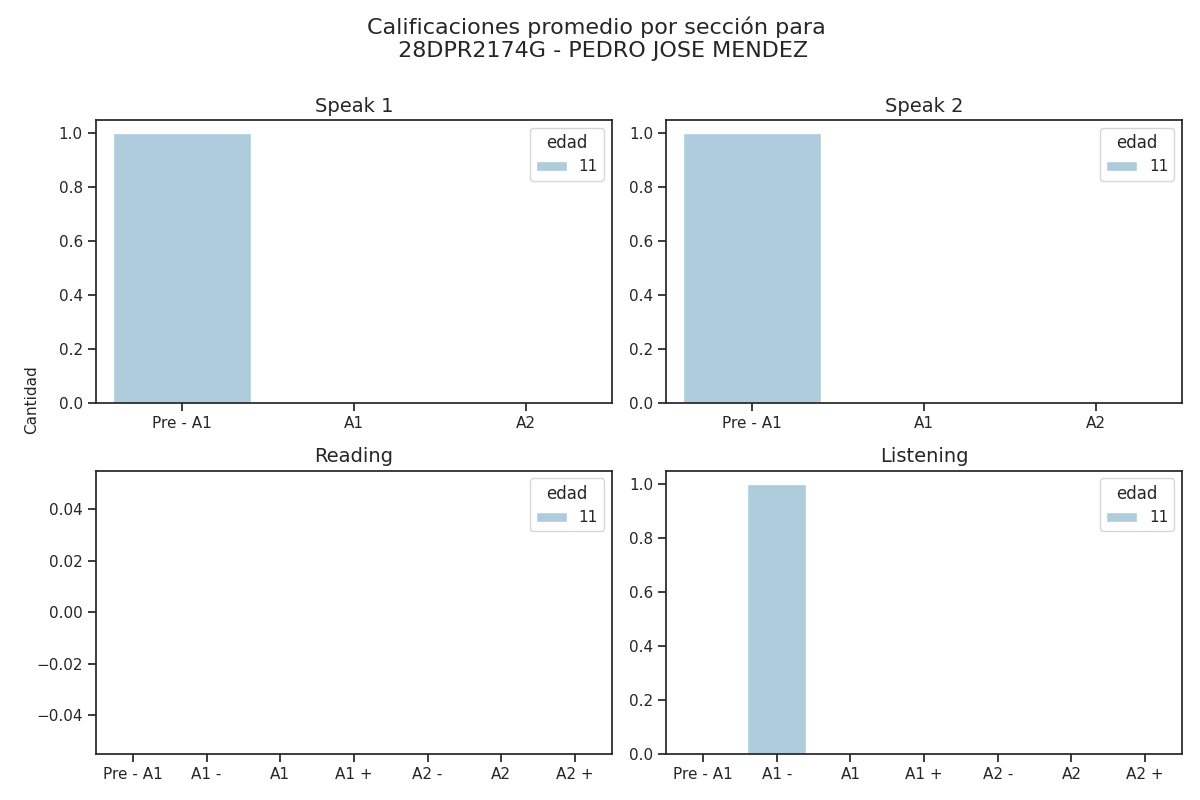 Calificaciones promedio por sección para
28DPR2174G - PEDRO JOSE MENDEZ
Speak 1
1.0
0.8
0.6
0.4
0.2
0.0
Pre - A1 A1 A2
edad
11
Speak 2
1.0
0.8
0.6
0.4
0.2
0.0
Pre - A1 A1 A2
edad
11
Cantidad
Reading
0.04
0.02
0.00
−0.02
−0.04
Pre - A1 A1 - A1 A1 + A2 - A2 A2 +
edad
11
Listening
1.0
0.8
0.6
0.4
0.2
0.0
Pre - A1 A1 - A1 A1 + A2 - A2 A2 +
edad
11